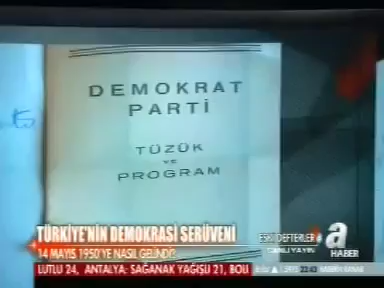 DEMOKRAT
PARTİ
TÜZÜK
VE
PROGRAM
TÜRKİYE'NİN DEMOKRASİ SERÜVENİ
14 MAYIS 1950'YE NASIL GELİNDİ?
ESKİ DEFTERLER
CANLI YAYIN
a
HABER
LUTLU 24, ANTALYA: SAĞANAK YAĞIŞLI 21, BOLU